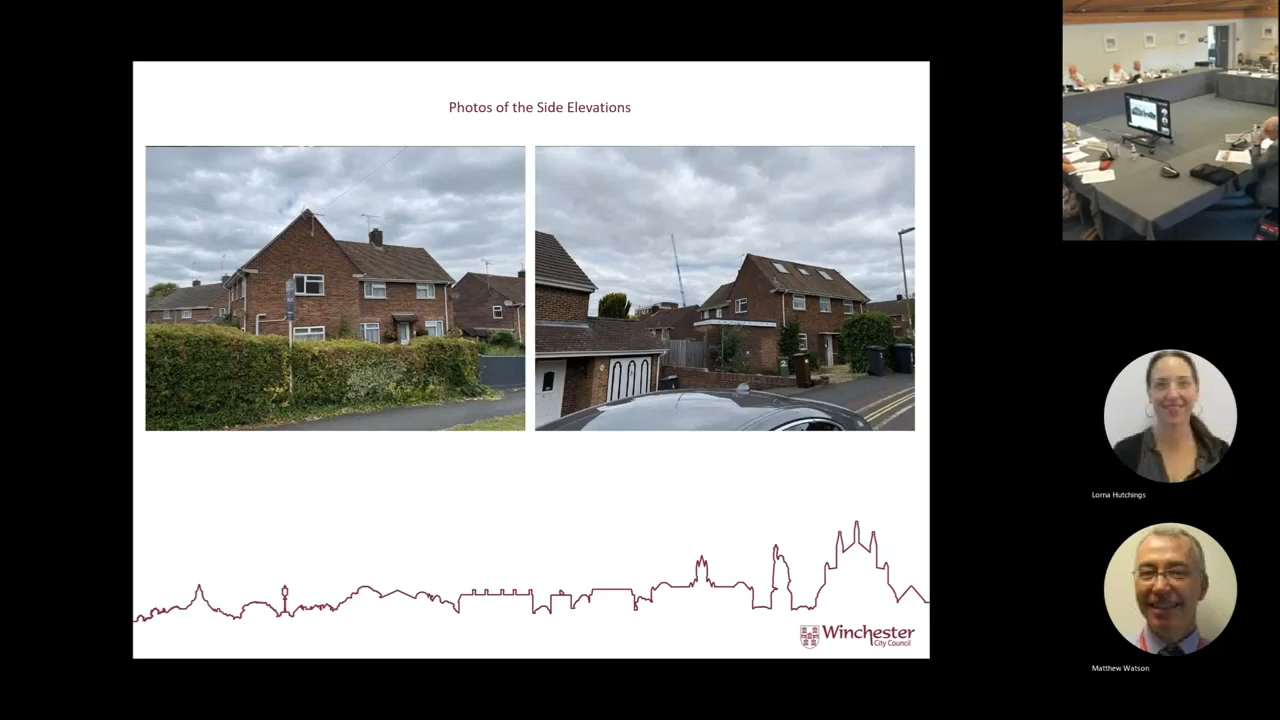 Photos of the Side Elevations
Winchester
City Council
Lorna Hutchings
Matthew Watson